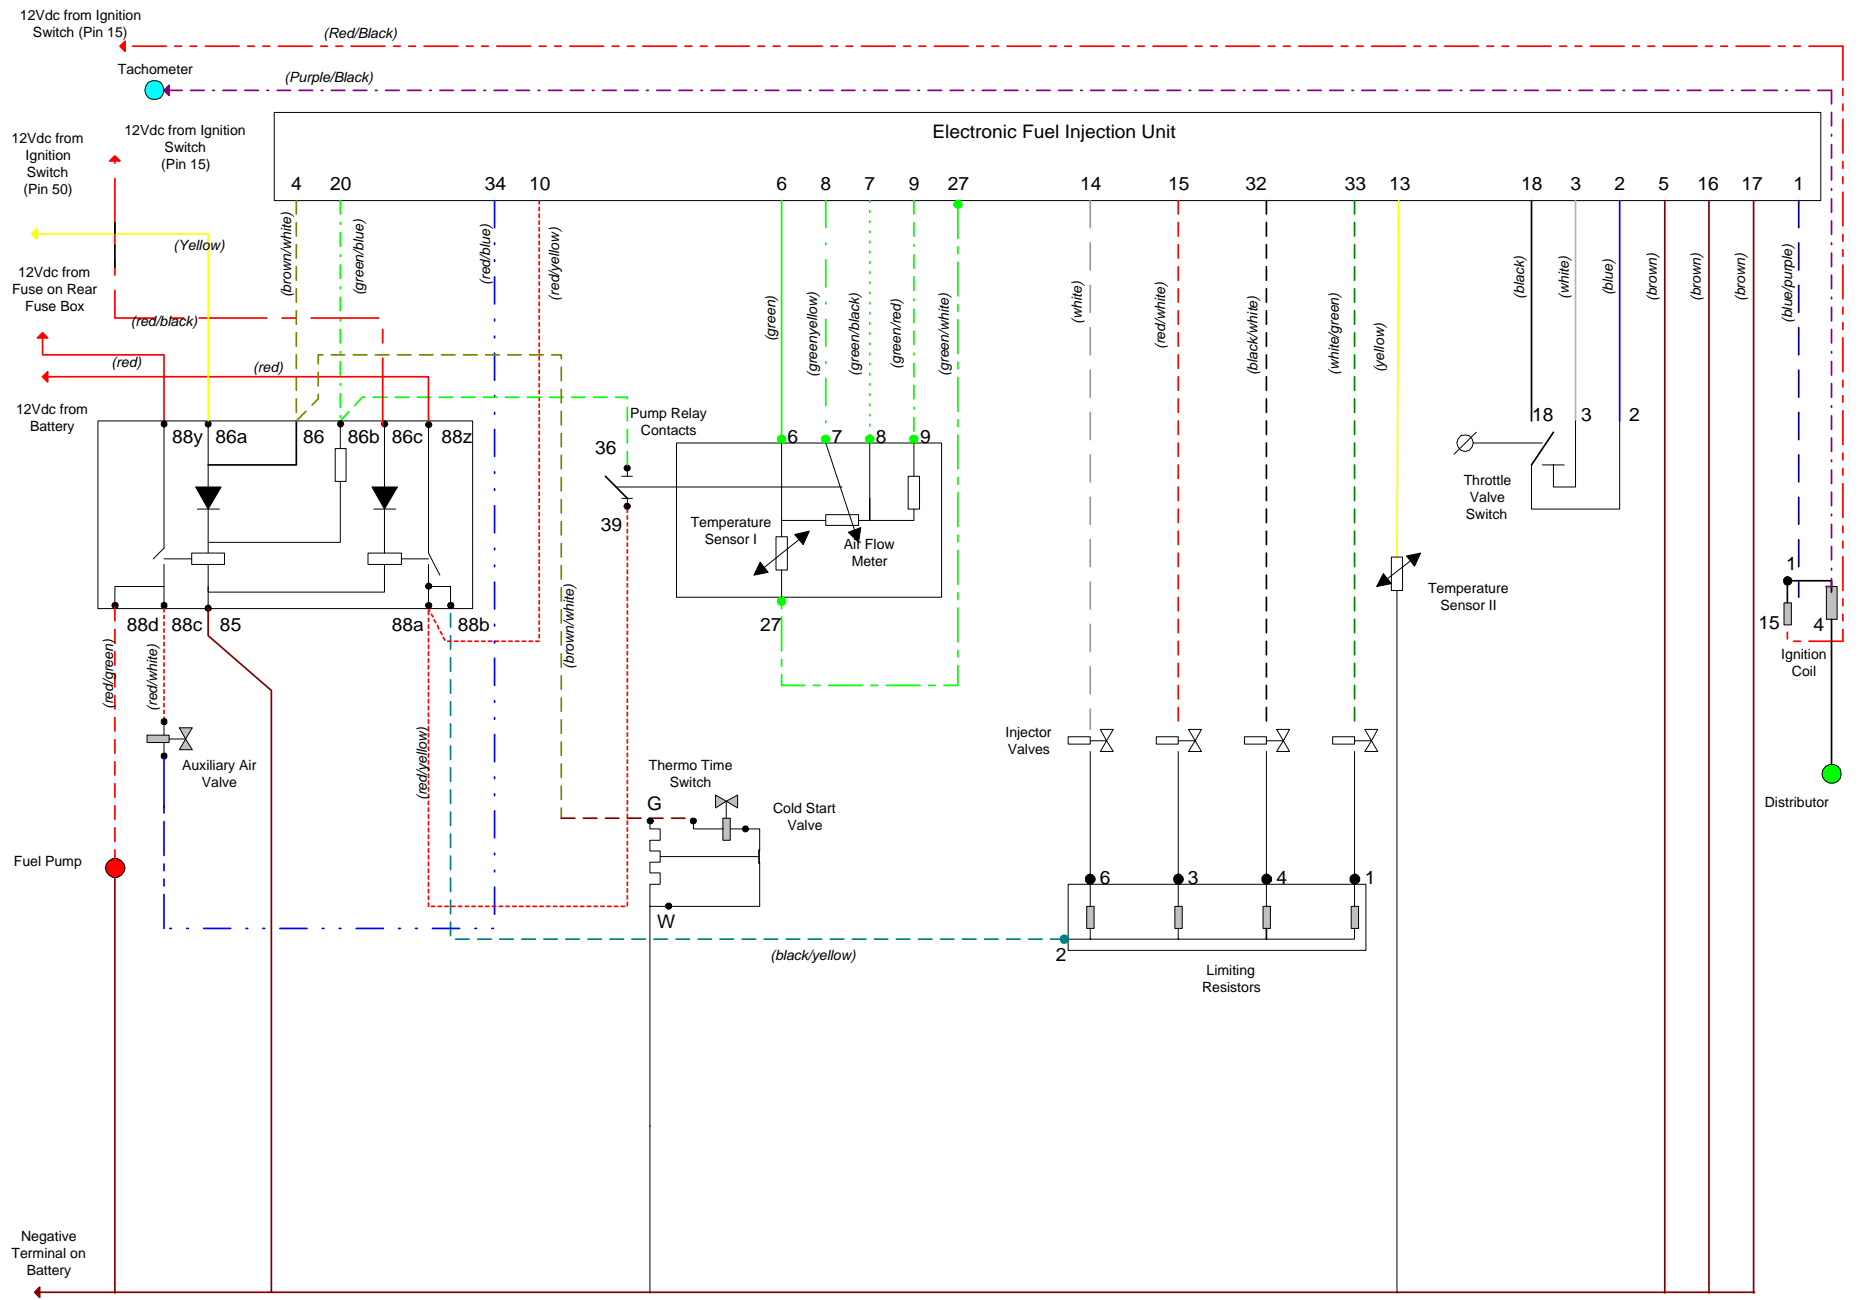 12Vdc from Ignition
Switch (Pin 15)
(Red/Black)
Tachometer
(Purple/Black)
12Vdc from
Ignition
Switch
(Pin 50)
12Vdc from Ignition
Switch
(Pin 15)
Electronic Fuel Injection Unit
4 20 34 10 6 8 7 9 27 14 15 32 33 13 18 3 2 5 16 17 1
(Yellow)
(brown/white)
(green/blue)
(red/blue)
(red/yellow)
(green)
(greenyellow)
(green/black)
(green/red)
(green/white)
(white)
(red/white)
(black/white)
(white/green)
(yellow)
(black)
(white)
(blue)
(brown)
(brown)
(brown)
(blue/purple)
12Vdc from
Fuse on Rear
Fuse Box
(red/black)
(red)
(red)
12Vdc from
Battery
88y 86a 86 86b 86c 88z
Pump Relay
Contacts
36
39
6 7 8 9
Temperature
Sensor I
Air Flow
Meter
27
18 3 2
Throttle
Valve
Switch
Temperature
Sensor II
1
15 4
Ignition
Coil
88d 88c 85 88a 88b
(red/green)
(red/white)
(brown/white)
(red/yellow)
Auxiliary Air
Valve
Injector
Valves
Thermo Time
Switch
G
Cold Start
Valve
W
Distributor
Fuel Pump
6 3 4 1
2
(black/yellow)
Limiting
Resistors
Negative
Terminal on
Battery